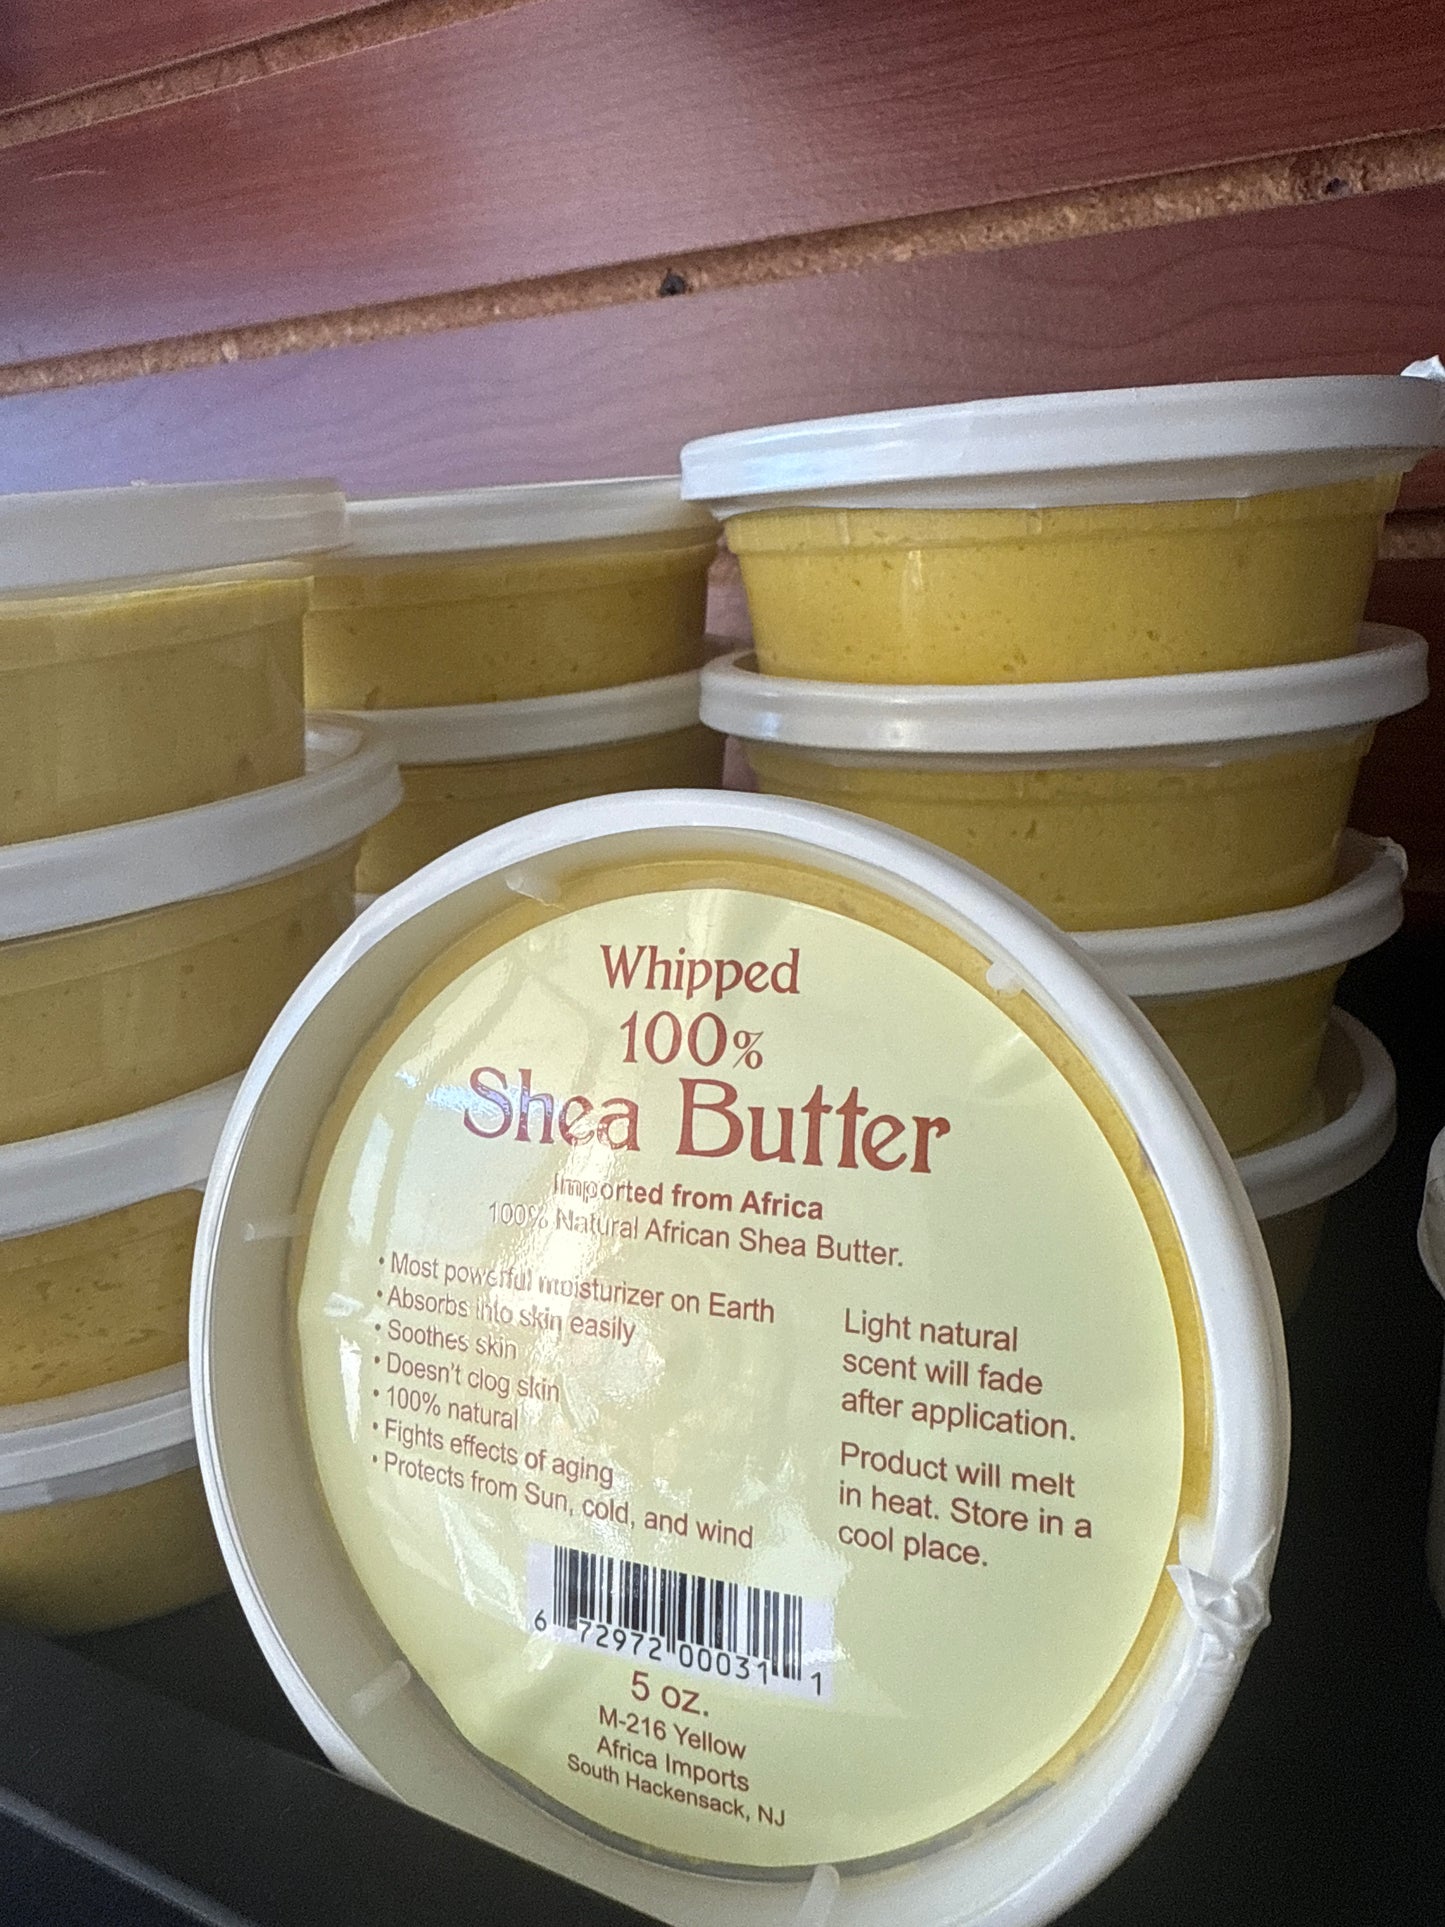 Whipped
100%
Shea Butter
Imported from Africa
100% Natural African Shea Butter.
• Most powerful moisturizer on Earth
• Absorbs into skin easily
• Soothes skin
• Doesn't clog skin
• 100% natural
• Fights effects of aging
• Protects from Sun, cold, and wind
Light natural
scent will fade
after application.
Product will melt
in heat. Store in a
cool place.
6 72972 00031 1
5 oz.
M-216 Yellow
Africa Imports
South Hackensack, NJ